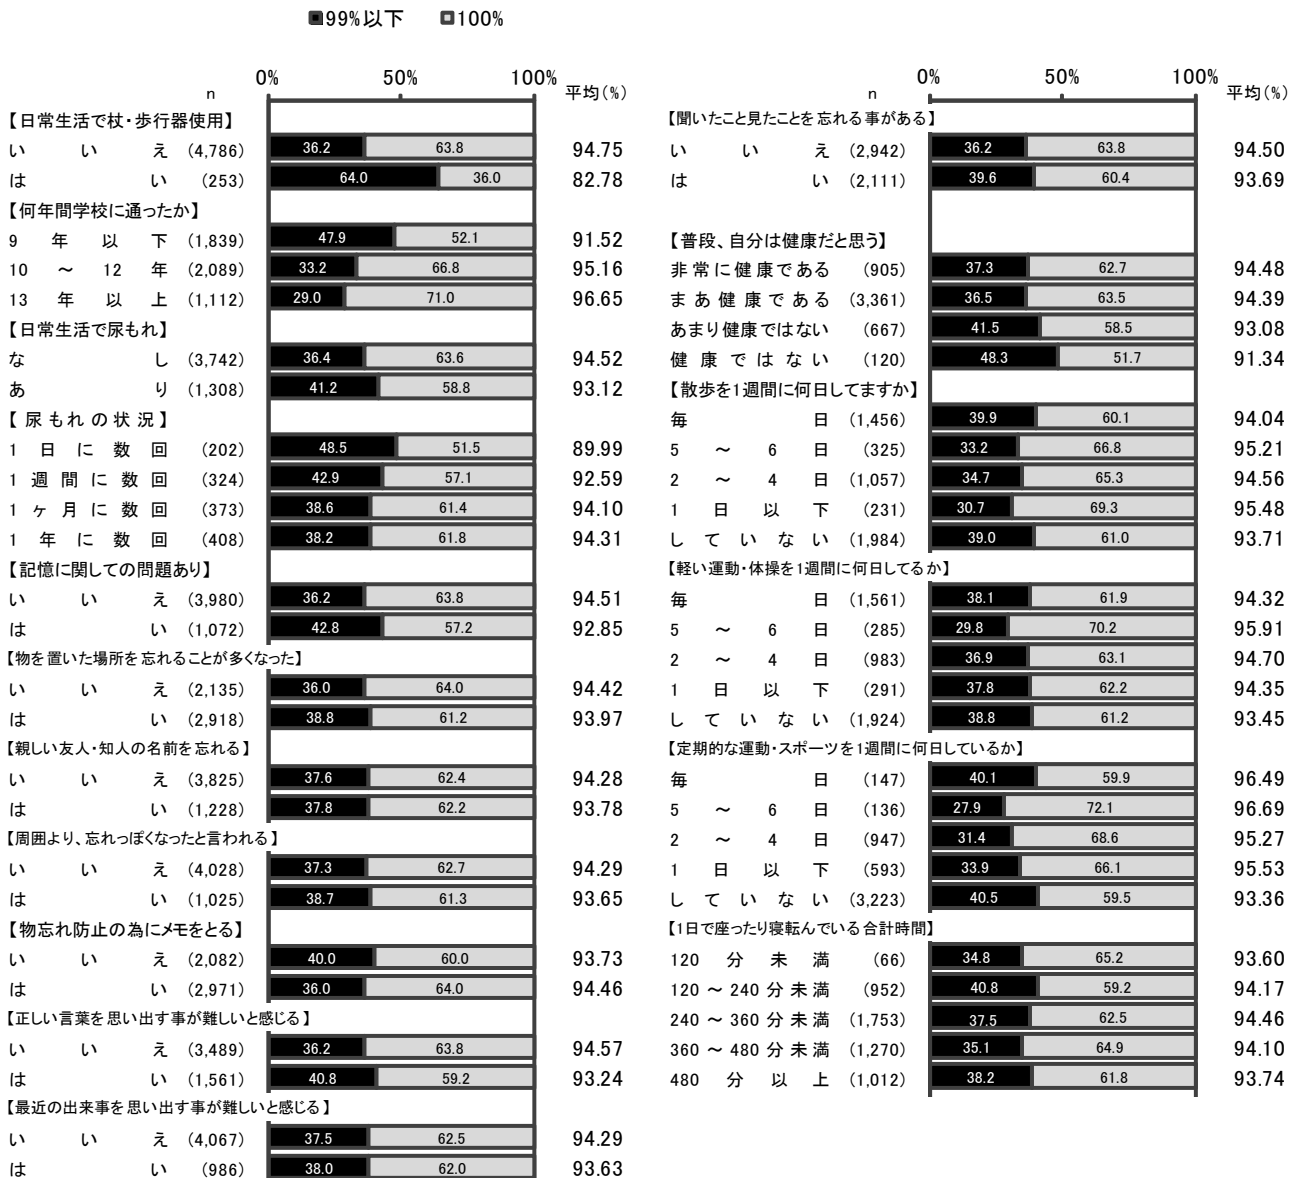 ■99%以下 □100%
0% 50% 100%
n 平均(%)
【日常生活で杖・歩行器使用】
いいえ (4,786) 36.2 63.8 94.75
はい (253) 64.0 36.0 82.78
【何年間学校に通ったか】
9年以下 (1,839) 47.9 52.1 91.52
10～12年 (2,089) 33.2 66.8 95.16
13年以上 (1,112) 29.0 71.0 96.65
【日常生活で尿もれ】
なし (3,742) 36.4 63.6 94.52
あり (1,308) 41.2 58.8 93.12
【尿もれの状況】
1日に数回 (202) 48.5 51.5 89.99
1週間に数回 (324) 42.9 57.1 92.59
1ヶ月に数回 (373) 38.6 61.4 94.10
1年に数回 (408) 38.2 61.8 94.31
【記憶に関しての問題あり】
いいえ (3,980) 36.2 63.8 94.51
はい (1,072) 42.8 57.2 92.85
【物を置いた場所を忘れることが多くなった】
いいえ (2,135) 36.0 64.0 94.42
はい (2,918) 38.8 61.2 93.97
【親しい友人・知人の名前を忘れる】
いいえ (3,825) 37.6 62.4 94.28
はい (1,228) 37.8 62.2 93.78
【周囲より、忘れっぽくなったと言われる】
いいえ (4,028) 37.3 62.7 94.29
はい (1,025) 38.7 61.3 93.65
【物忘れ防止の為にメモをとる】
いいえ (2,082) 40.0 60.0 93.73
はい (2,971) 36.0 64.0 94.46
【正しい言葉を思い出す事が難しいと感じる】
いいえ (3,489) 36.2 63.8 94.57
はい (1,561) 40.8 59.2 93.24
【最近の出来事を思い出す事が難しいと感じる】
いいえ (4,067) 37.5 62.5 94.29
はい (986) 38.0 62.0 93.63
0% 50% 100%
n 平均(%)
【聞いたこと見たことを忘れる事がある】
いいえ (2,942) 36.2 63.8 94.50
はい (2,111) 39.6 60.4 93.69
【普段、自分は健康だと思う】
非常に健康である (905) 37.3 62.7 94.48
まあ健康である (3,361) 36.5 63.5 94.39
あまり健康ではない (667) 41.5 58.5 93.08
健康ではない (120) 48.3 51.7 91.34
【散歩を1週間に何日してますか】
毎日 (1,456) 39.9 60.1 94.04
5～6日 (325) 33.2 66.8 95.21
2～4日 (1,057) 34.7 65.3 94.56
1日以下 (231) 30.7 69.3 95.48
していない (1,984) 39.0 61.0 93.71
【軽い運動・体操を1週間に何日してるか】
毎日 (1,561) 38.1 61.9 94.32
5～6日 (285) 29.8 70.2 95.91
2～4日 (983) 36.9 63.1 94.70
1日以下 (291) 37.8 62.2 94.35
していない (1,924) 38.8 61.2 93.45
【定期的な運動・スポーツを1週間に何日しているか】
毎日 (147) 40.1 59.9 96.49
5～6日 (136) 27.9 72.1 96.69
2～4日 (947) 31.4 68.6 95.27
1日以下 (593) 33.9 66.1 95.53
していない (3,223) 40.5 59.5 93.36
【1日で座ったり寝転んでいる合計時間】
120分未満 (66) 34.8 65.2 93.60
120～240分未満 (952) 40.8 59.2 94.17
240～360分未満 (1,753) 37.5 62.5 94.46
360～480分未満 (1,270) 35.1 64.9 94.10
480分以上 (1,012) 38.2 61.8 93.74